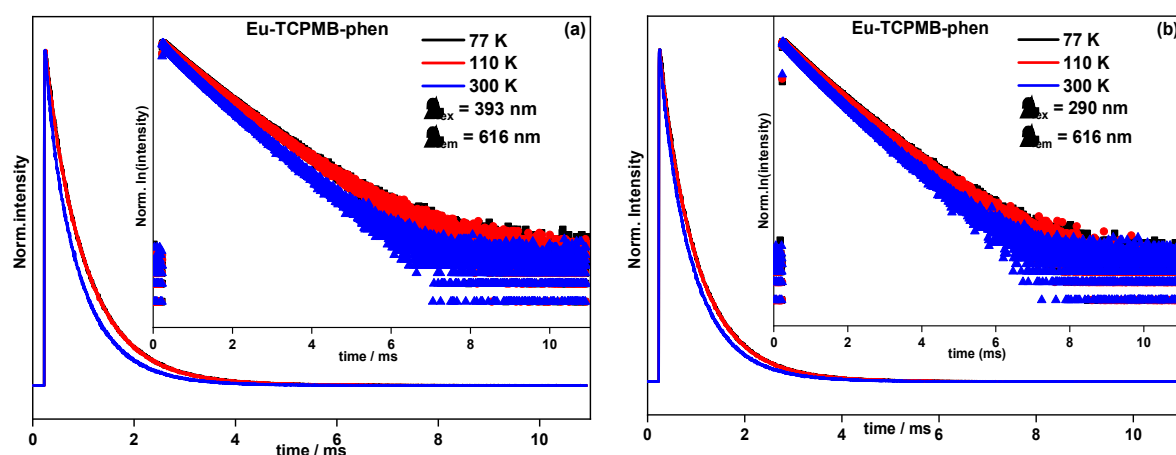 Eu-TCPMB-phen
(a)
77 K
110 K
300 K
ex = 393 nm
em = 616 nm
Norm. ln(intensity)
0 2 4 6 8 10
time / ms
Norm.intensity
0 2 4 6 8 10
time / ms
Eu-TCPMB-phen
(b)
77 K
110 K
300 K
ex = 290 nm
em = 616 nm
Norm. ln(intensity)
0 2 4 6 8 10
time (ms)
Norm. Intensity
0 2 4 6 8 10
time / ms